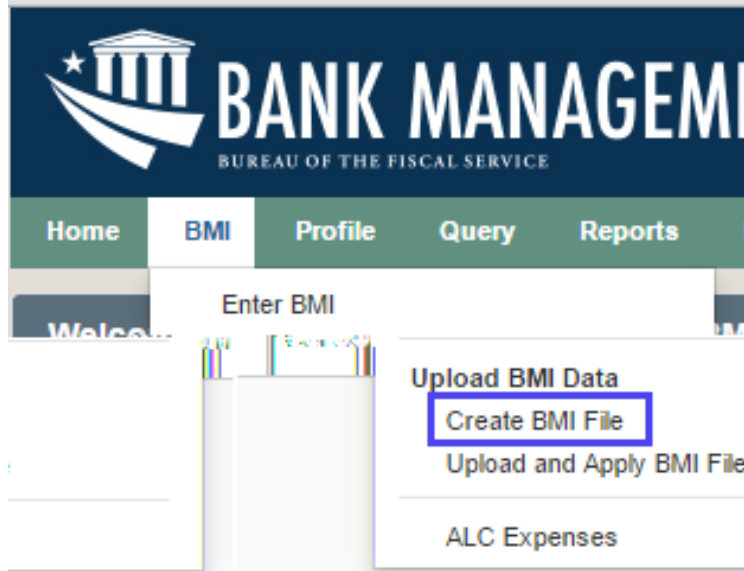 BANK MANAGEM
BUREAU OF THE FISCAL SERVICE
Home BMI Profile Query Reports
Enter BMI
Upload BMI Data
Create BMI File
Upload and Apply BMI File
ALC Expenses